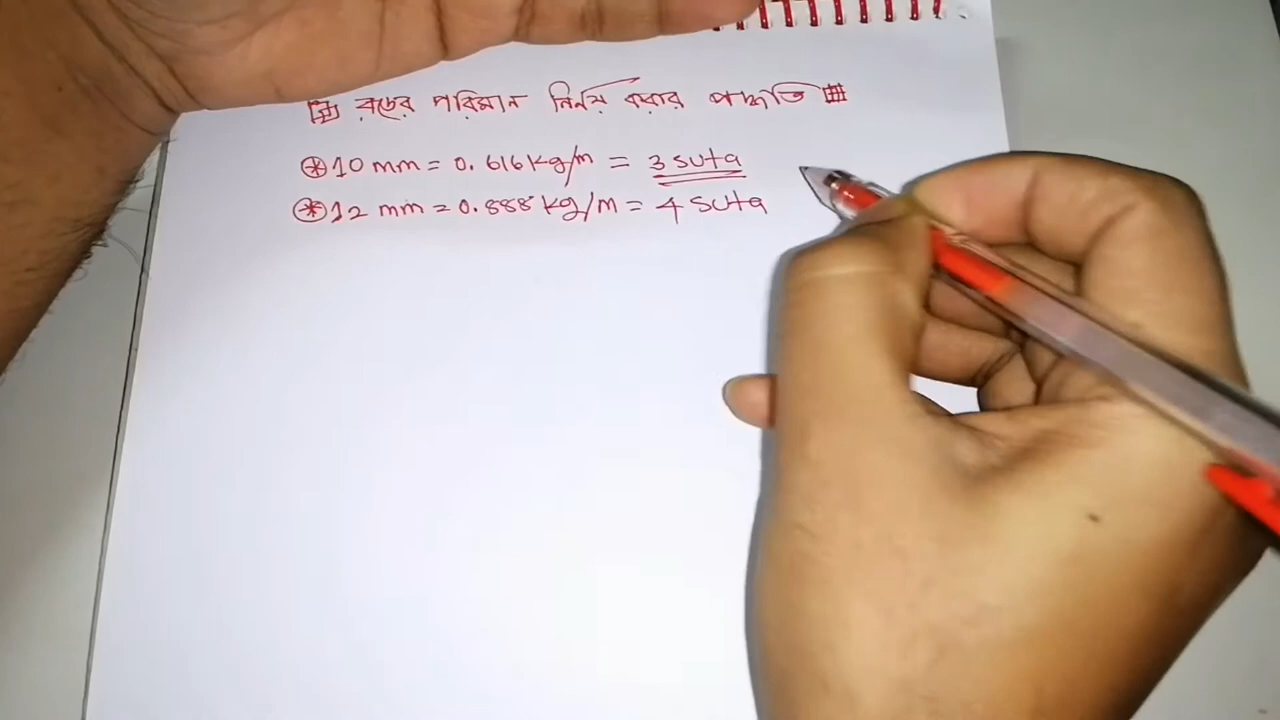 রডের পরিমান নির্নয় করার পদ্ধতি
10 mm = 0.616 kg/m = 3 suta
12 mm = 0.888 kg/m = 4 suta